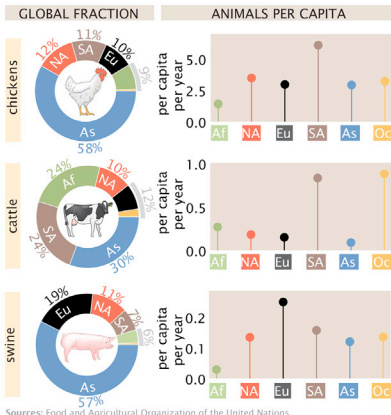 GLOBAL FRACTION
ANIMALS PER CAPITA
chickens
12%
11%
10%
9%
NA
SA
Eu
As
58%
per capita
per year
5.0
2.5
0.0
Af
NA
Eu
SA
As
Oc
cattle
24%
10%
12%
Af
NA
SA
24%
As
30%
per capita
per year
1.0
0.5
0.0
Af
NA
Eu
SA
As
Oc
swine
19%
11%
7%
6%
Eu
NA
SA
As
57%
per capita
per year
0.2
0.1
0.0
Af
NA
Eu
SA
As
Oc
Sources: Food and Agricultural Organization of the United Nations